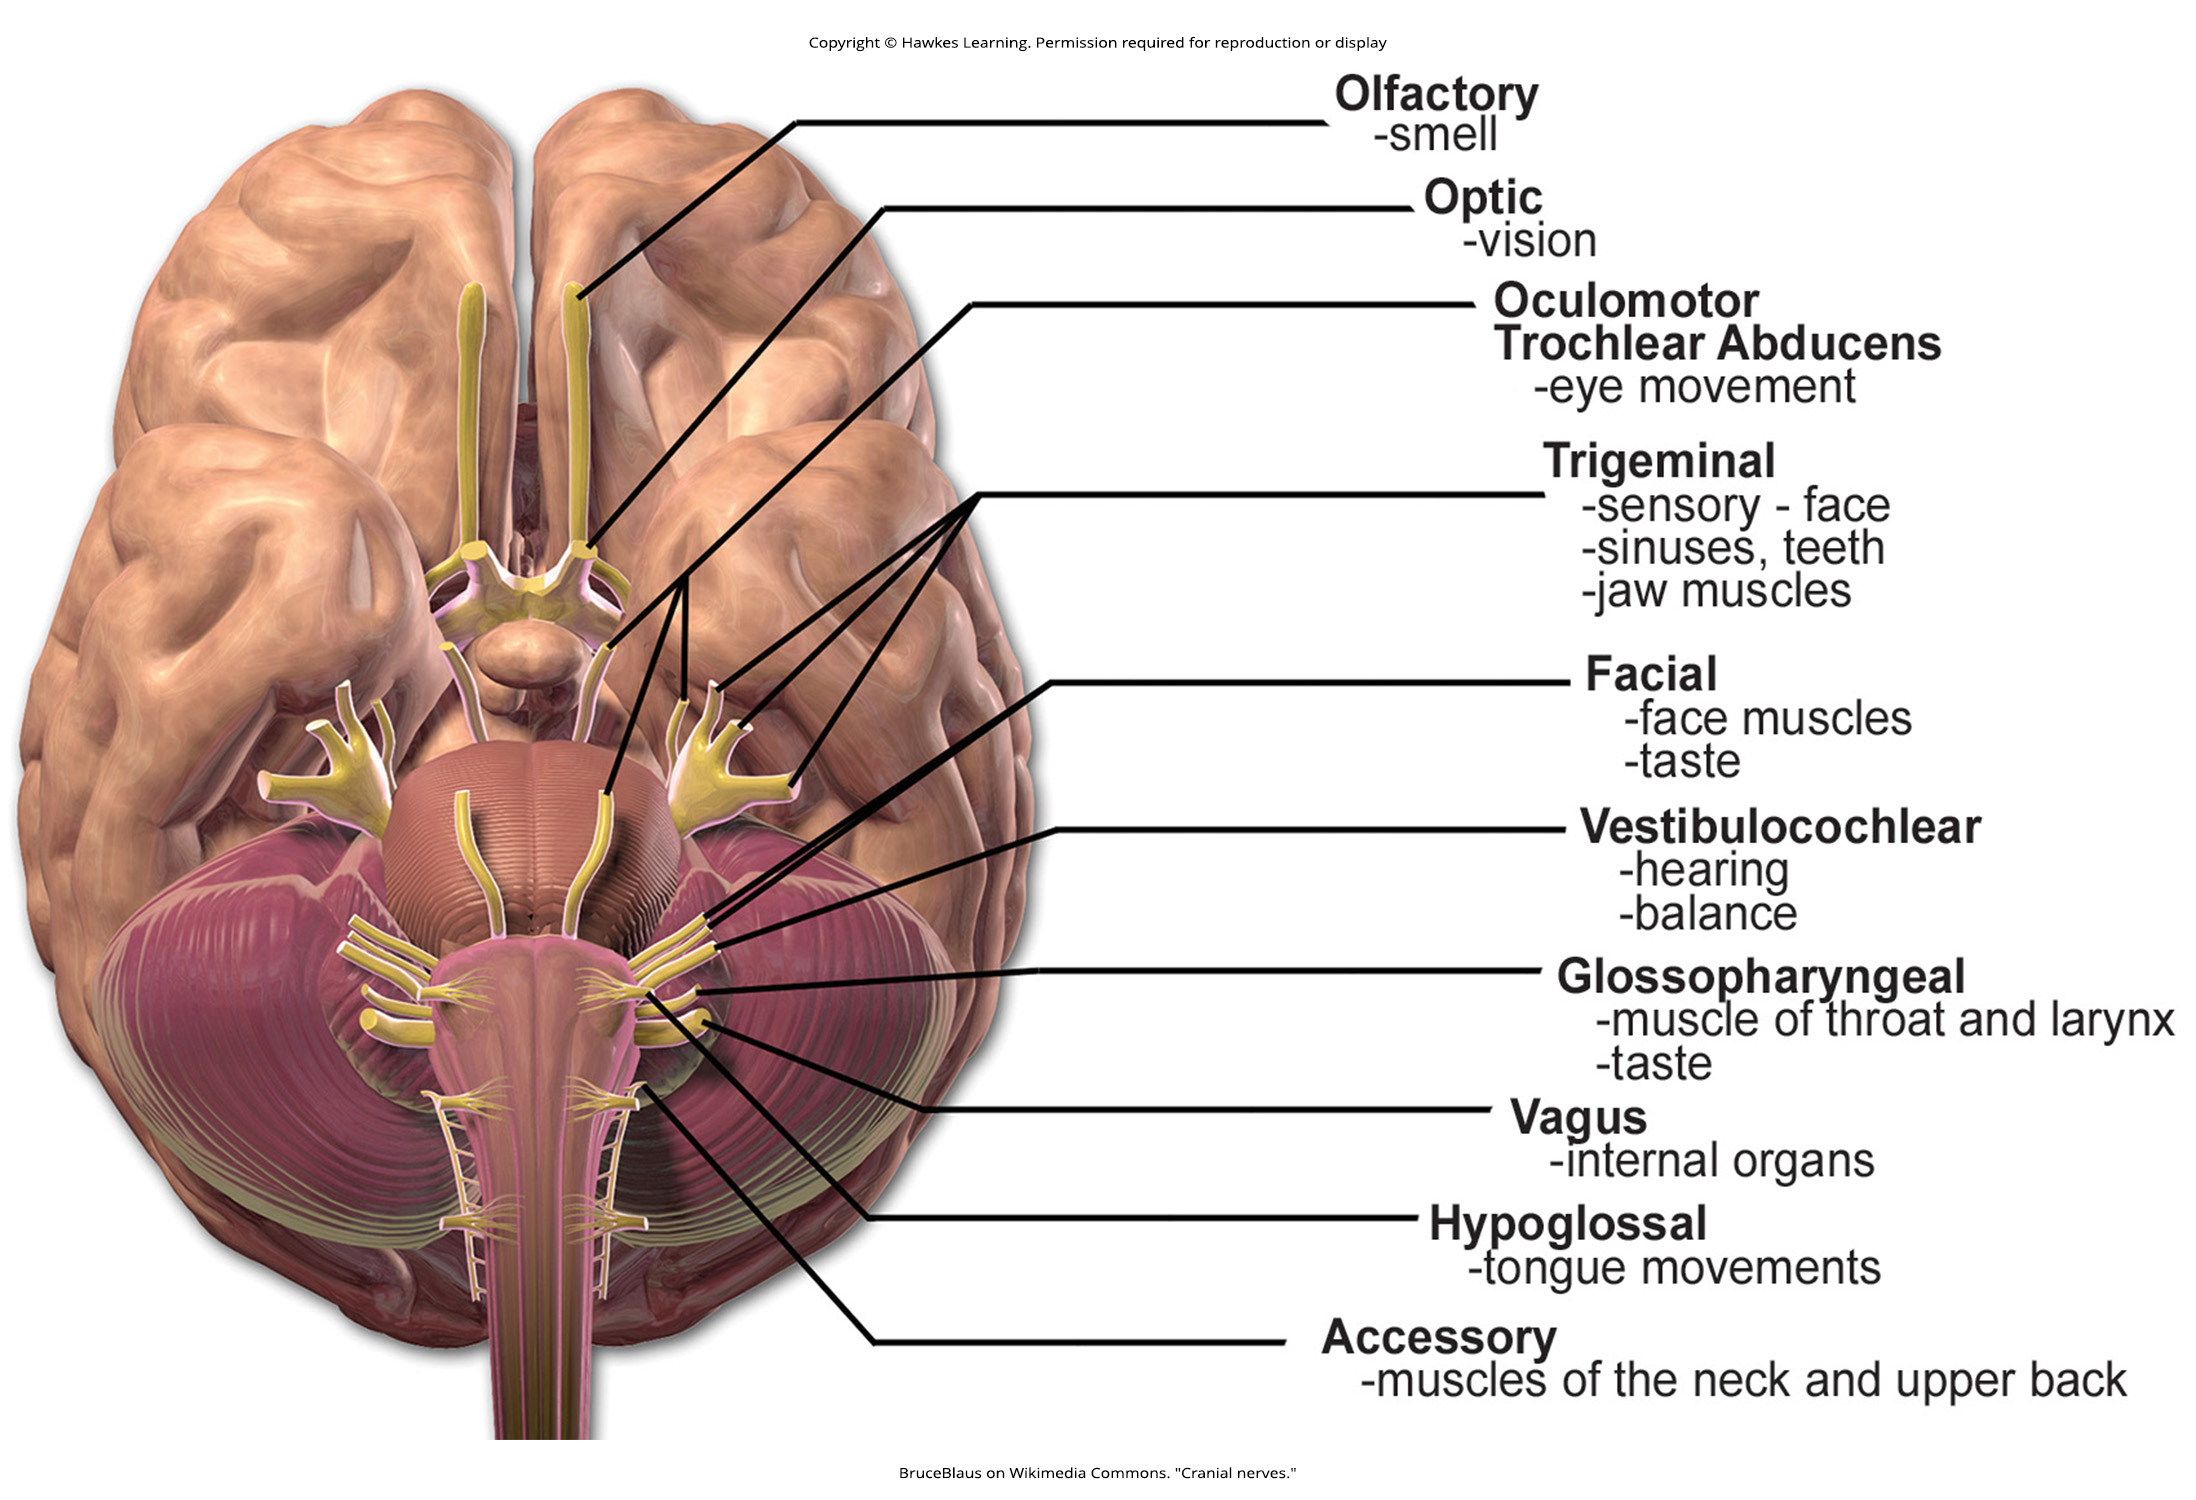 Copyright © Hawkes Learning. Permission required for reproduction or display
Olfactory
-smell
Optic
-vision
Oculomotor
Trochlear Abducens
-eye movement
Trigeminal
-sensory - face
-sinuses, teeth
-jaw muscles
Facial
-face muscles
-taste
Vestibulocochlear
-hearing
-balance
Glossopharyngeal
-muscle of throat and larynx
-taste
Vagus
-internal organs
Hypoglossal
-tongue movements
Accessory
-muscles of the neck and upper back
BruceBlaus on Wikimedia Commons. "Cranial nerves."